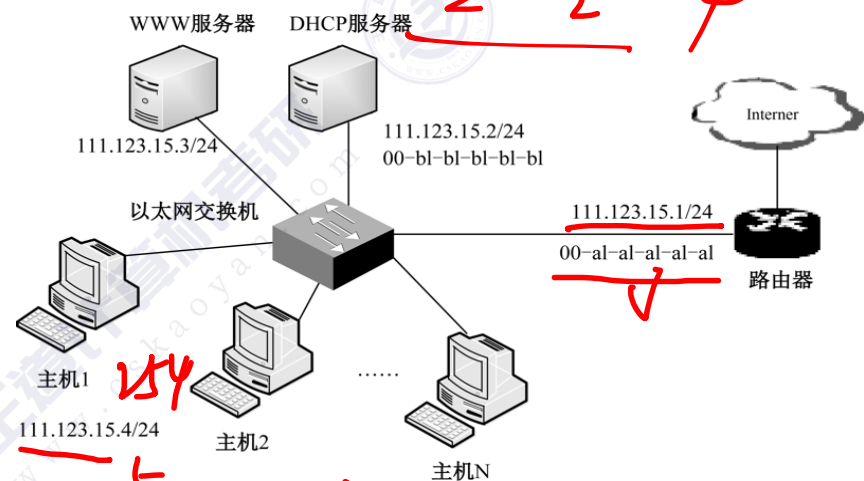 WWW服务器 DHCP服务器
111.123.15.3/24
111.123.15.2/24
00-bl-bl-bl-bl-bl
Interner
以太网交换机
111.123.15.1/24
00-al-al-al-al-al
路由器
主机1
254
……
111.123.15.4/24
主机2
主机N